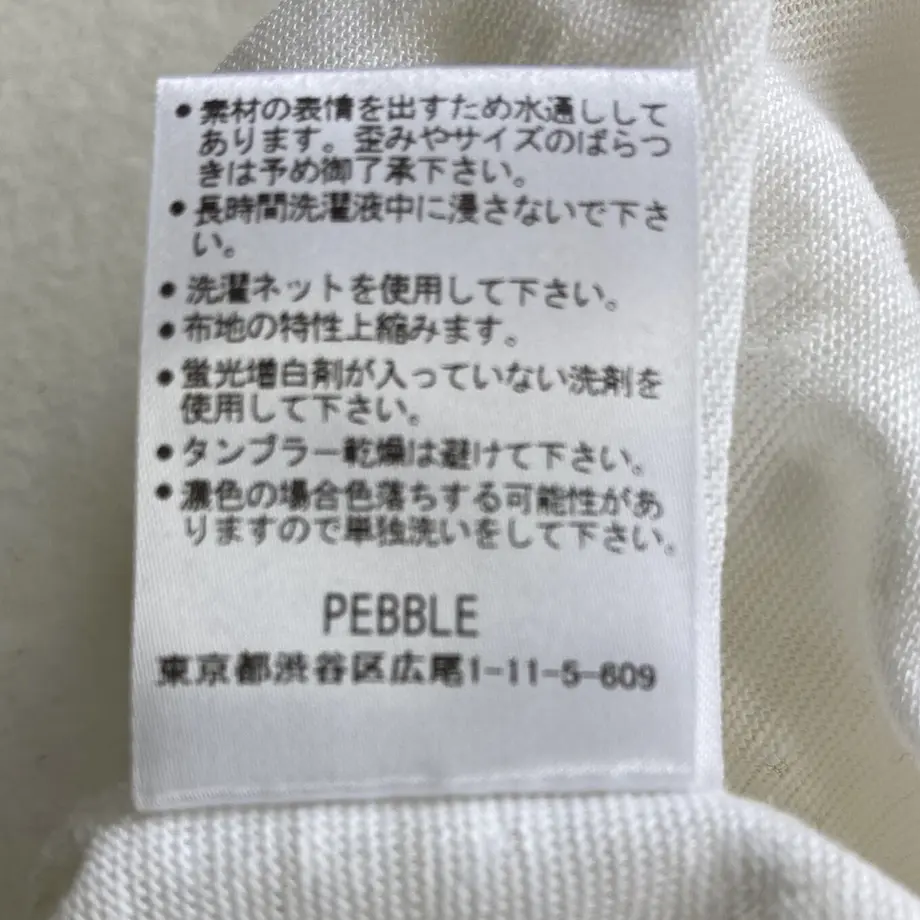 ●素材の表情を出すため水通しして
あります。歪みやサイズのばらつ
きは予め御了承下さい。
●長時間洗濯液中に浸さないで下さ
い。
●洗濯ネットを使用して下さい。
●布地の特性上縮みます。
●蛍光増白剤が入っていない洗剤を
使用して下さい。
●タンブラー乾燥は避けて下さい。
●濃色の場合色落ちする可能性があ
りますので単独洗いをして下さい。
PEBBLE
東京都渋谷区広尾1-11-5-609